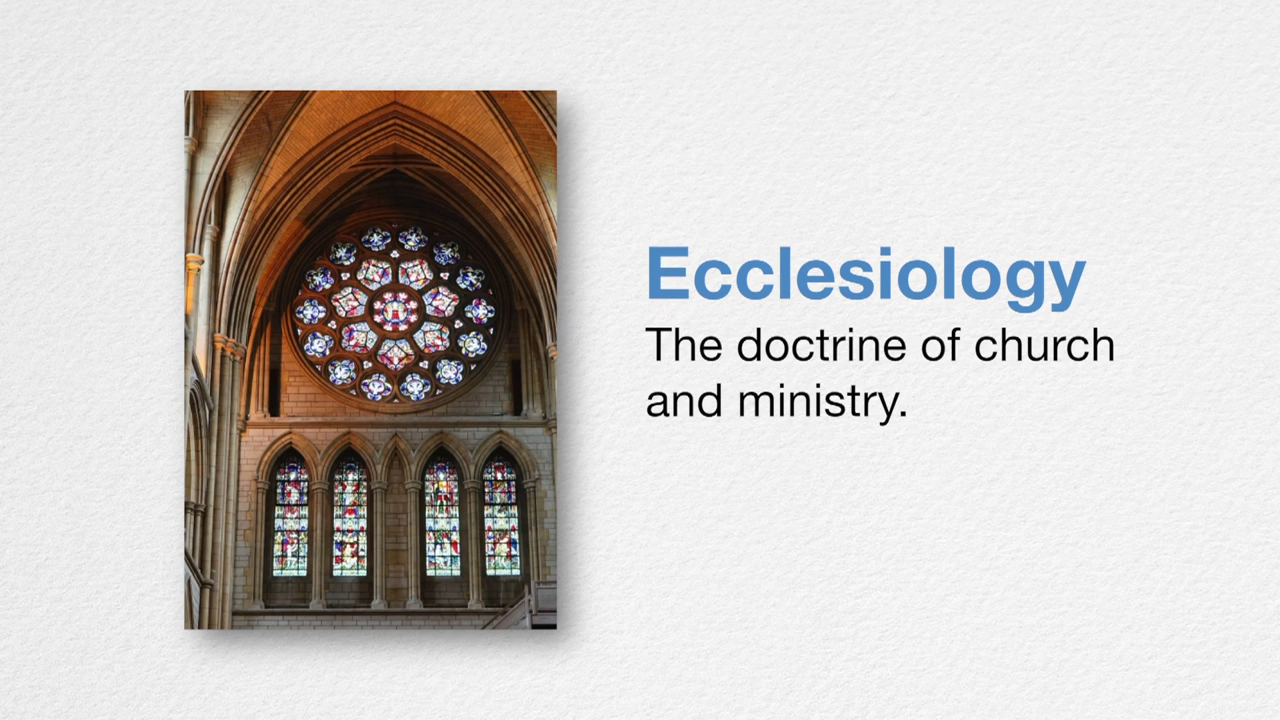 Ecclesiology
The doctrine of church
and ministry.